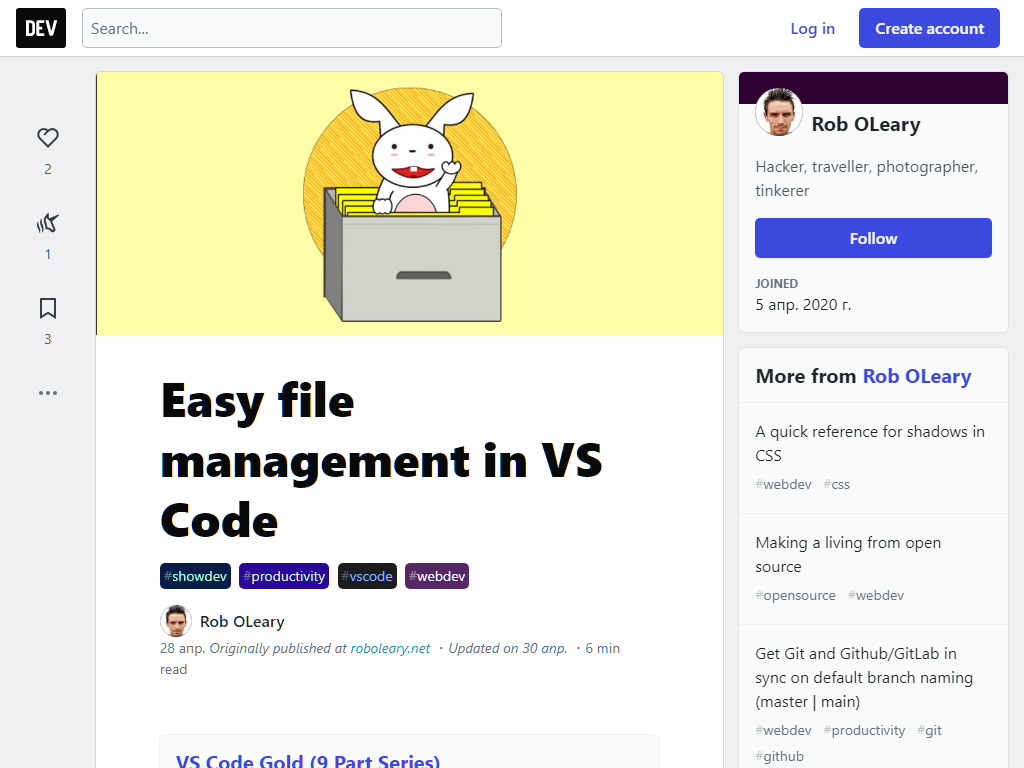 DEV
Search...
Log in
Create account
2
1
3
Easy file
management in VS
Code
#showdev #productivity #vscode #webdev
Rob OLeary
28 апр. Originally published at roboleary.net ・Updated on 30 апр. ・6 min
read
VS Code Gold (9 Part Series)
Rob OLeary
Hacker, traveller, photographer,
tinkerer
Follow
JOINED
5 апр. 2020 г.
More from Rob OLeary
A quick reference for shadows in
CSS
#webdev #css
Making a living from open
source
#opensource #webdev
Get Git and Github/GitLab in
sync on default branch naming
(master | main)
#webdev #productivity #git
#github